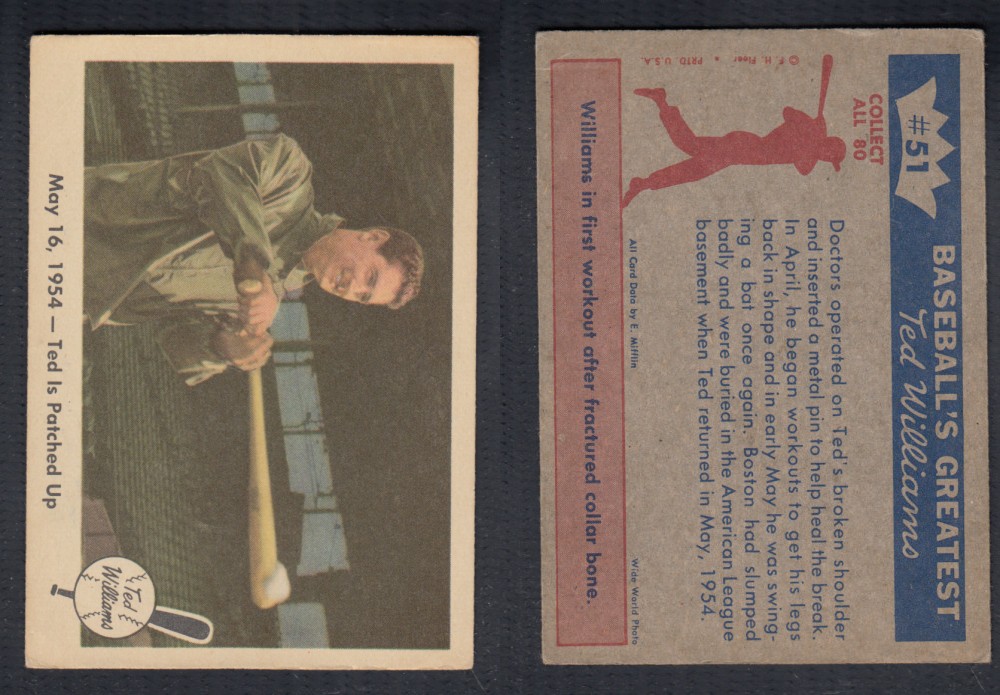 May 16, 1954 — Ted Is Patched Up
Ted
Williams
#51
BASEBALL'S GREATEST
Ted Williams
COLLECT
ALL 80
Doctors operated on Ted's broken shoulder
and inserted a metal pin to help heal the break.
In April, he began workouts to get his legs
back in shape and in early May he was swing-
ing a bat once again. Boston had slumped
badly and were buried in the American League
basement when Ted returned in May, 1954.
© F. H. Fleer • PRTD U.S.A.
All Card Data by E. Mifflin
Wide World Photo
Williams in first workout after fractured collar bone.